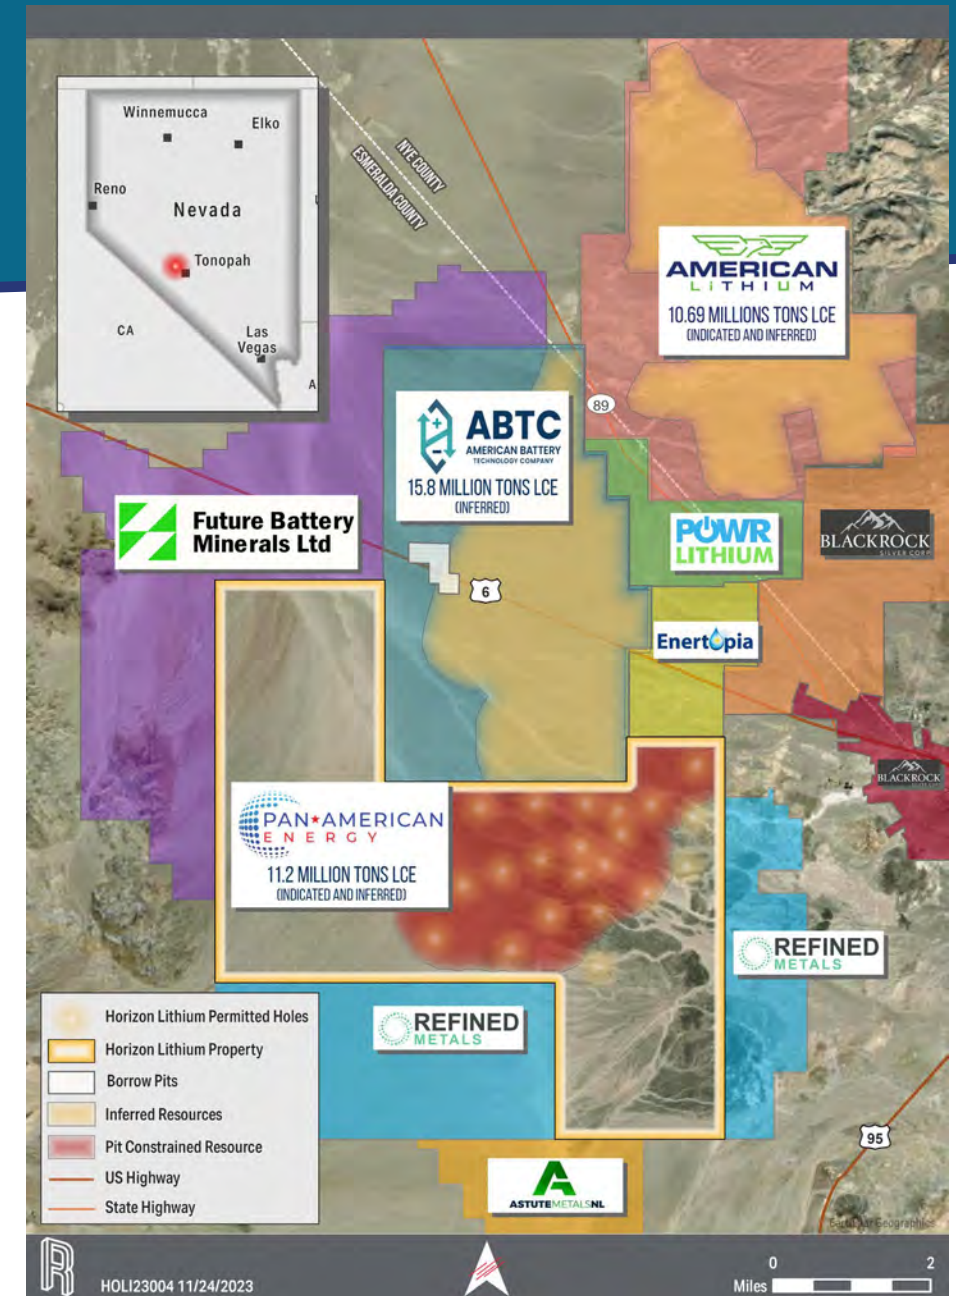 Winnemucca
Elko
Reno
Nevada
Tonopah
CA
Las
Vegas
A
NYE COUNTY
ESMERALDA COUNTY
AMERICAN
LiTHIUM
10.69 MILLIONS TONS LCE
(INDICATED AND INFERRED)
89
ABTC
AMERICAN BATTERY
TECHNOLOGY COMPANY
15.8 MILLION TONS LCE
(INFERRED)
Future Battery
Minerals Ltd
POWR
LITHIUM
BLACKROCK
SILVER CORP
6
Enertopia
BLACKROCK
PAN★AMERICAN
ENERGY
11.2 MILLION TONS LCE
(INDICATED AND INFERRED)
REFINED
METALS
REFINED
METALS
Horizon Lithium Permitted Holes
Horizon Lithium Property
Borrow Pits
Inferred Resources
Pit Constrained Resource
US Highway
State Highway
95
ASTUTEMETALSNL
Geographics
HOLI23004 11/24/2023
0
2
Miles